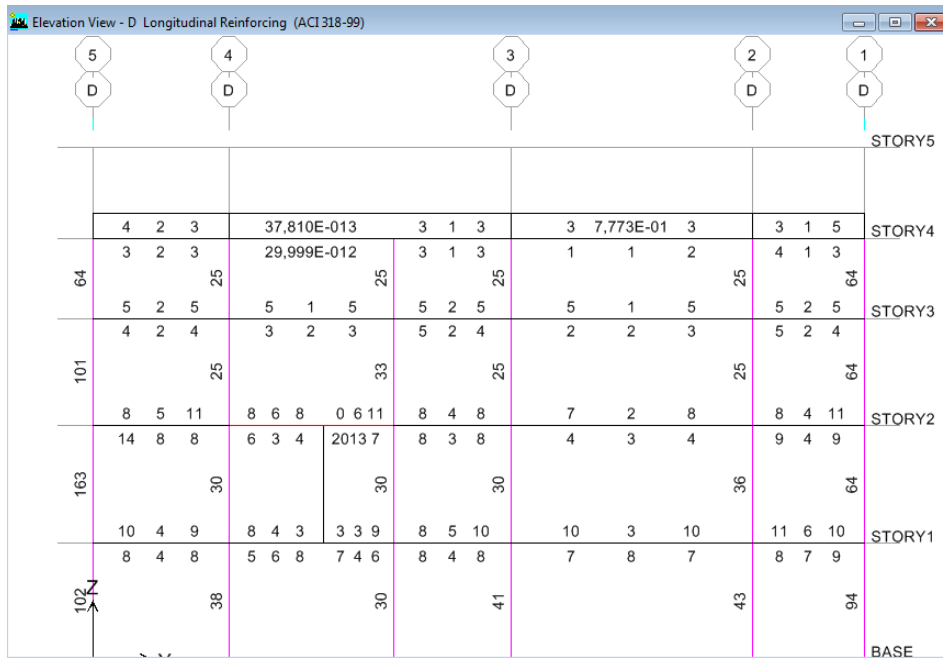 Elevation View - D Longitudinal Reinforcing (ACI 318-99)
5 4 3 2 1
D D D D D
STORY5
4 2 3 37,810E-013 3 1 3 3 7,773E-01 3 3 1 5 STORY4
3 2 3 29,999E-012 3 1 3 1 1 2 4 1 3
64 25 25 25 25 64
5 2 5 5 1 5 5 2 5 5 1 5 5 2 5 STORY3
4 2 4 3 2 3 5 2 4 2 2 3 5 2 4
101 25 33 25 25 64
8 5 11 8 6 8 0 6 11 8 4 8 7 2 8 8 4 11 STORY2
14 8 8 6 3 4 2013 7 8 3 8 4 3 4 9 4 9
163 30 30 30 36 64
10 4 9 8 4 3 3 3 9 8 5 10 10 3 10 11 6 10 STORY1
8 4 8 5 6 8 7 4 6 8 4 8 7 8 7 8 7 9
Z
102 38 30 41 43 94
BASE